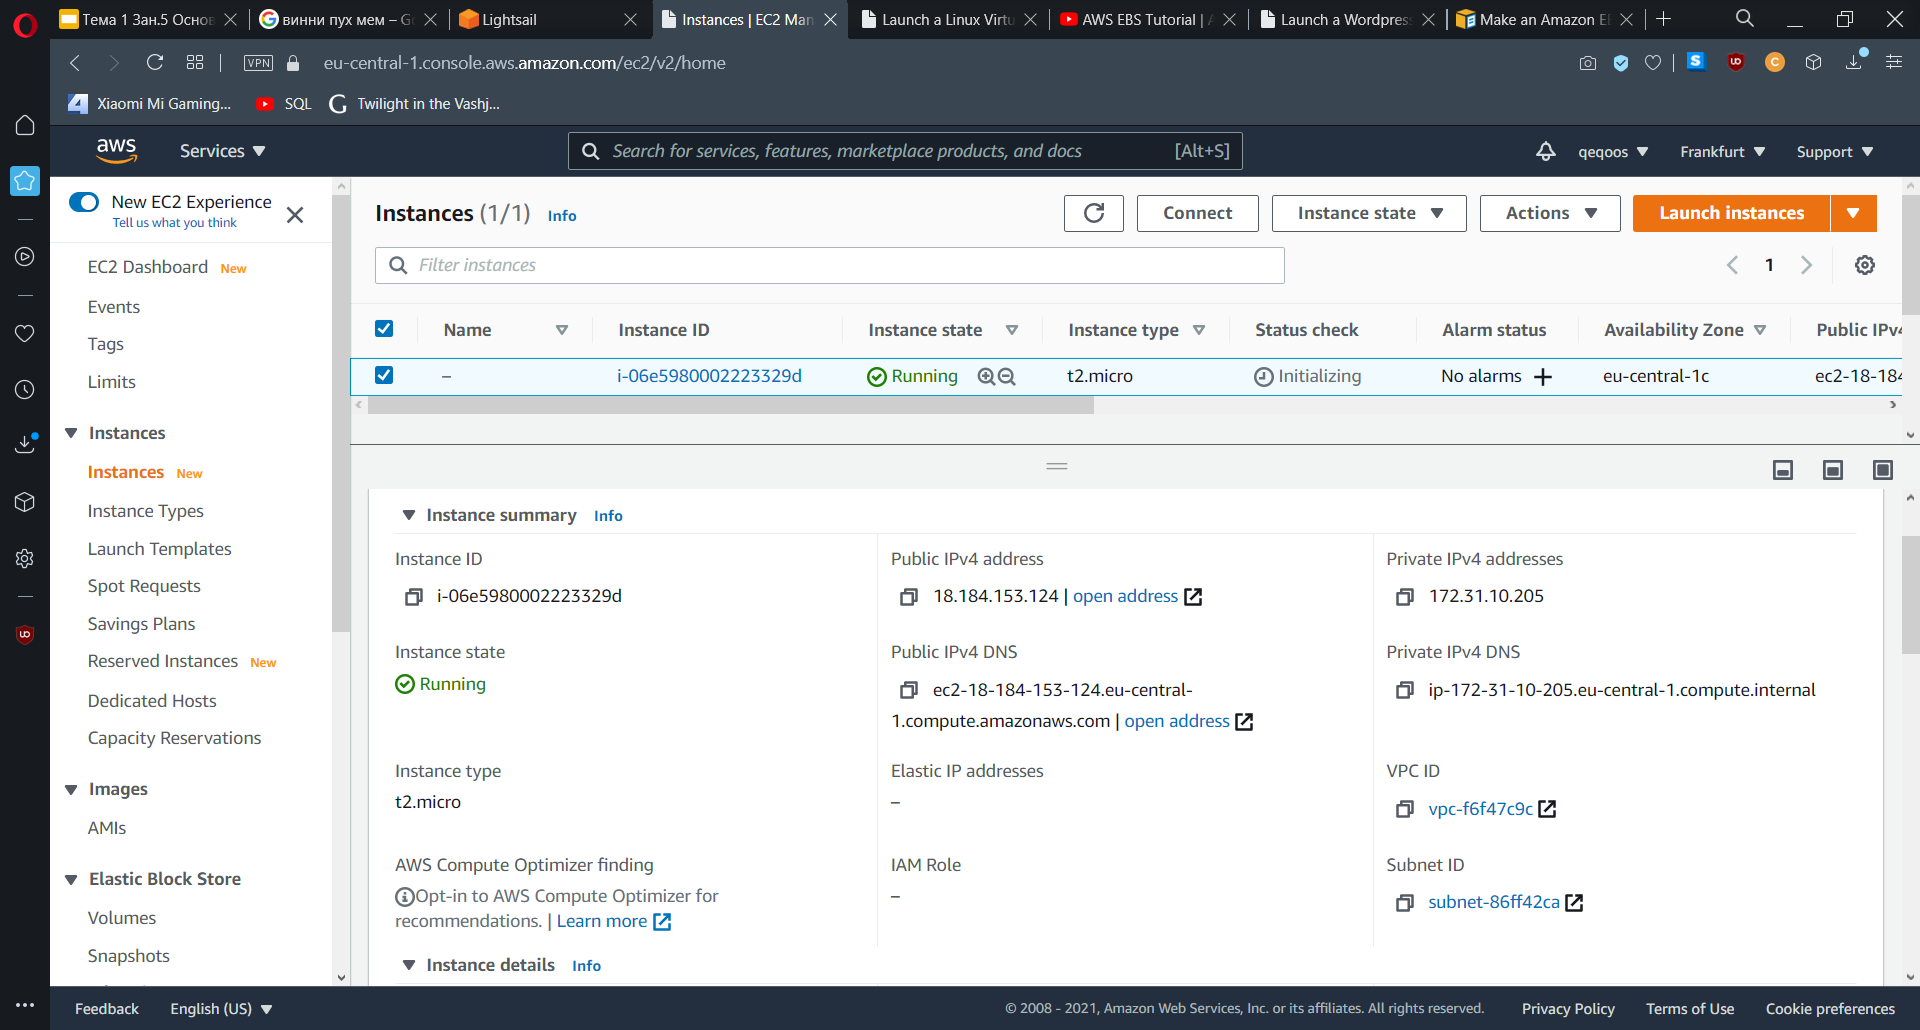 Тема 1 Зан.5 Осно
винни пух мем – G
Lightsail
Instances | EC2 Man
Launch a Linux Virtu
AWS EBS Tutorial |
Launch a Wordpress
Make an Amazon E
VPN
eu-central-1.console.aws.amazon.com/ec2/v2/home
Xiaomi Mi Gaming...
SQL
Twilight in the Vashj...
aws
Services
Search for services, features, marketplace products, and docs
[Alt+S]
qeqoos
Frankfurt
Support
New EC2 Experience
Tell us what you think
EC2 Dashboard New
Events
Tags
Limits
Instances
Instances New
Instance Types
Launch Templates
Spot Requests
Savings Plans
Reserved Instances New
Dedicated Hosts
Capacity Reservations
Images
AMIs
Elastic Block Store
Volumes
Snapshots
Instances (1/1) Info
Connect
Instance state
Actions
Launch instances
Filter instances
1
Name
Instance ID
Instance state
Instance type
Status check
Alarm status
Availability Zone
Public IPv4
–
i-06e5980002223329d
Running
t2.micro
Initializing
No alarms
eu-central-1c
ec2-18-184
Instance summary Info
Instance ID
i-06e5980002223329d
Public IPv4 address
18.184.153.124 | open address
Private IPv4 addresses
172.31.10.205
Instance state
Running
Public IPv4 DNS
ec2-18-184-153-124.eu-central-
1.compute.amazonaws.com | open address
Private IPv4 DNS
ip-172-31-10-205.eu-central-1.compute.internal
Instance type
t2.micro
Elastic IP addresses
–
VPC ID
vpc-f6f47c9c
AWS Compute Optimizer finding
Opt-in to AWS Compute Optimizer for
recommendations. | Learn more
IAM Role
–
Subnet ID
subnet-86ff42ca
Instance details Info
Feedback
English (US)
© 2008 - 2021, Amazon Web Services, Inc. or its affiliates. All rights reserved.
Privacy Policy
Terms of Use
Cookie preferences